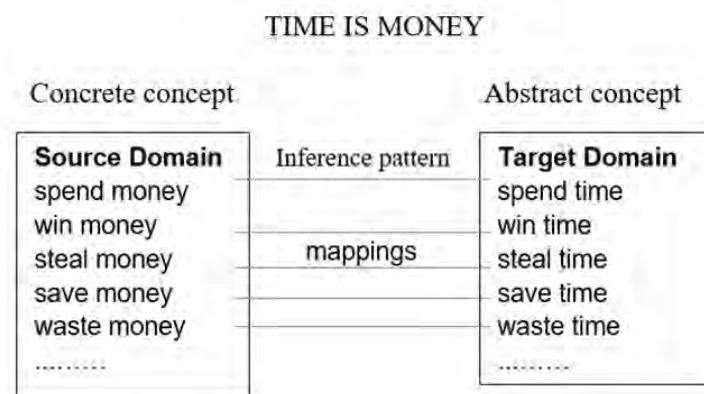 TIME IS MONEY
Concrete concept
Abstract concept
Source Domain
spend money
win money
steal money
save money
waste money
.........
Inference pattern
mappings
Target Domain
spend time
win time
steal time
save time
waste time
.........